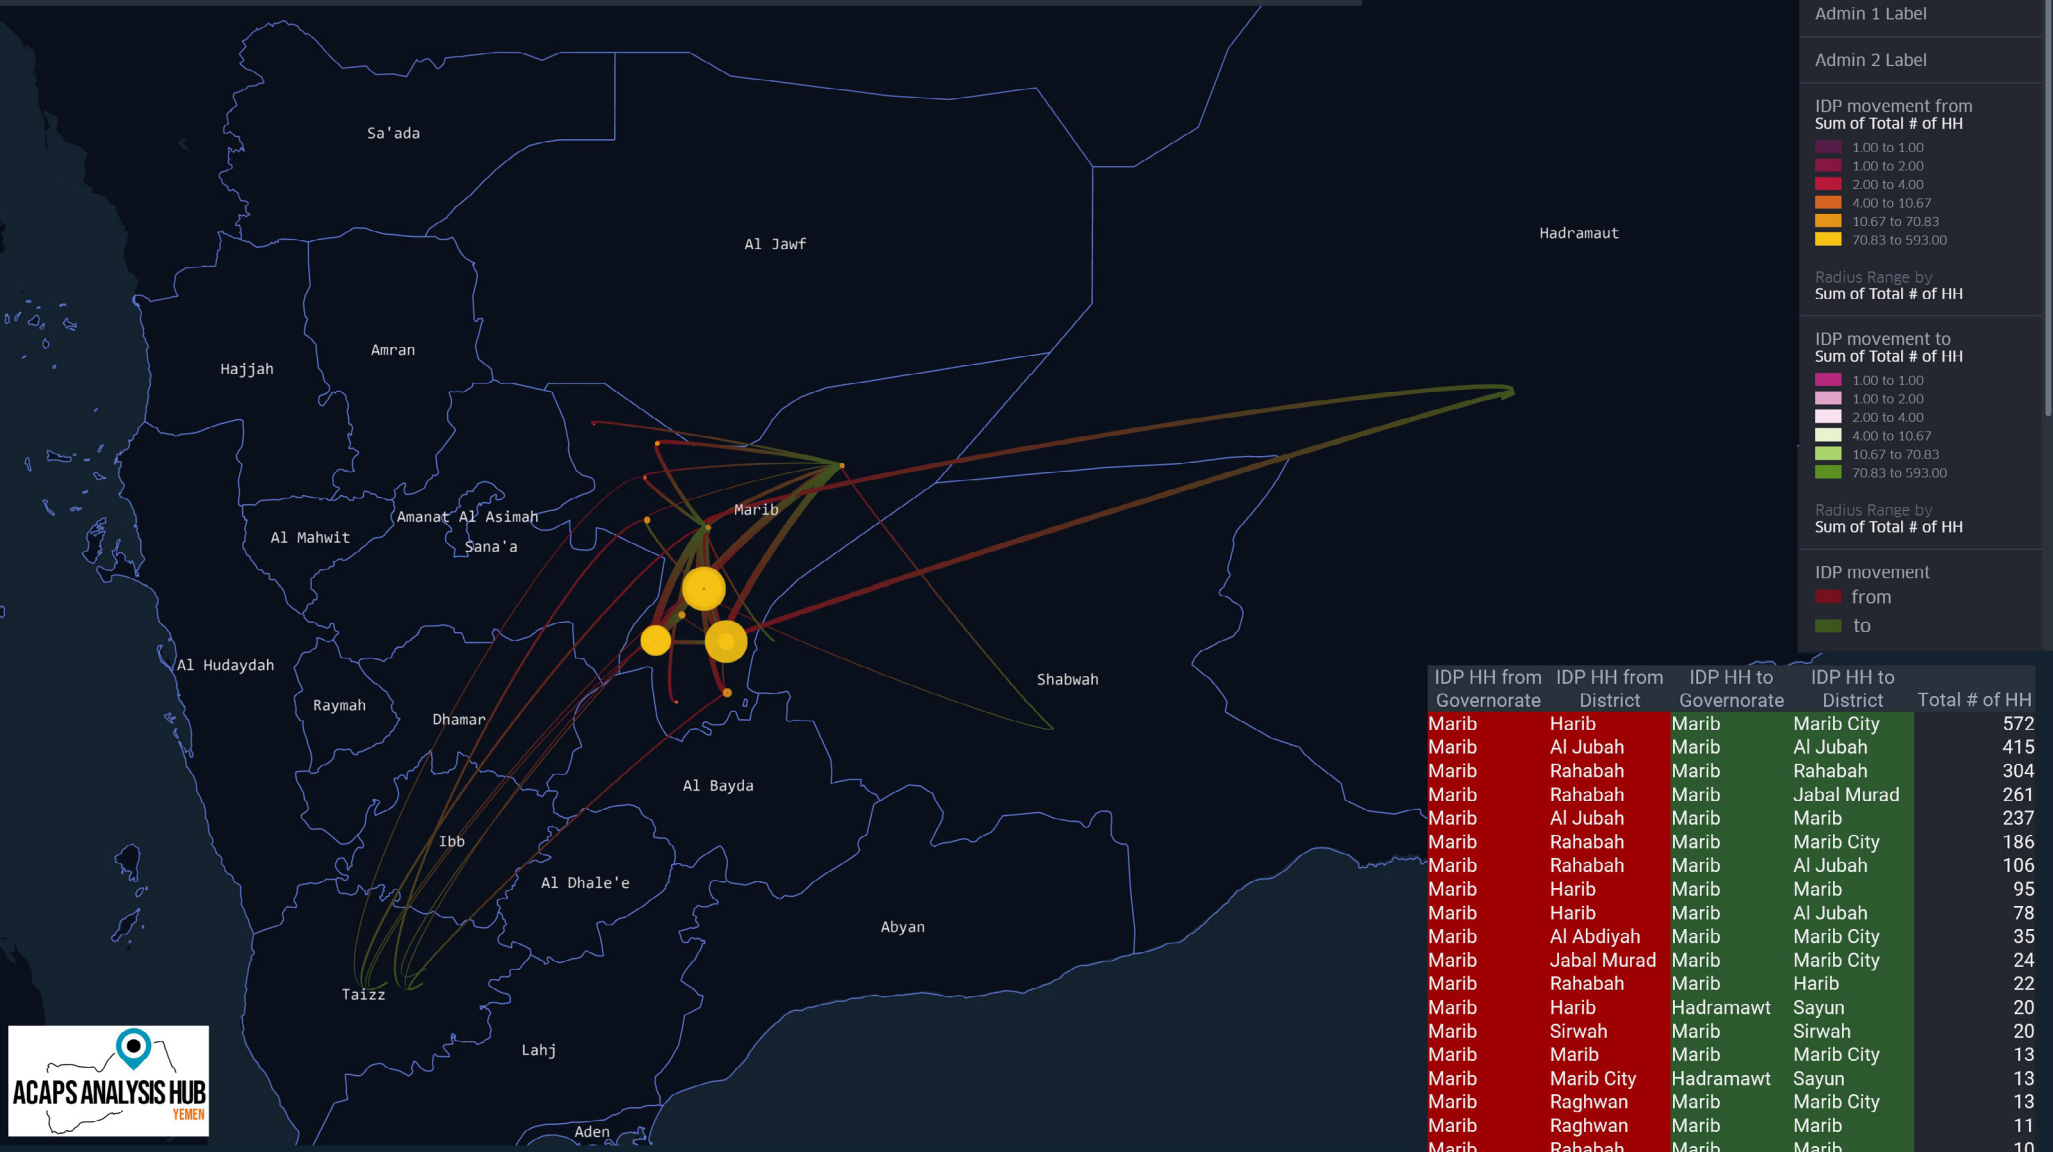 Sa'ada
Al Jawf
Hadramaut
Amran
Hajjah
Marib
Amanat Al Asimah
Al Mahwit
Sana'a
Al Hudaydah
Shabwah
Raymah
Dhamar
Al Bayda
Ibb
Al Dhale'e
Abyan
Taizz
Lahj
Aden
ACAPS ANALYSIS HUB
YEMEN
Admin 1 Label
Admin 2 Label
IDP movement from
Sum of Total # of HH
1.00 to 1.00
1.00 to 2.00
2.00 to 4.00
4.00 to 10.67
10.67 to 70.83
70.83 to 593.00
Radius Range by
Sum of Total # of HH
IDP movement to
Sum of Total # of HH
1.00 to 1.00
1.00 to 2.00
2.00 to 4.00
4.00 to 10.67
10.67 to 70.83
70.83 to 593.00
Radius Range by
Sum of Total # of HH
IDP movement
from
to
IDP HH from Governorate IDP HH from District IDP HH to Governorate IDP HH to District Total # of HH
Marib Harib Marib Marib City 572
Marib Al Jubah Marib Al Jubah 415
Marib Rahabah Marib Rahabah 304
Marib Rahabah Marib Jabal Murad 261
Marib Al Jubah Marib Marib 237
Marib Rahabah Marib Marib City 186
Marib Rahabah Marib Al Jubah 106
Marib Harib Marib Marib 95
Marib Harib Marib Al Jubah 78
Marib Al Abdiyah Marib Marib City 35
Marib Jabal Murad Marib Marib City 24
Marib Rahabah Marib Harib 22
Marib Harib Hadramawt Sayun 20
Marib Sirwah Marib Sirwah 20
Marib Marib Marib Marib City 13
Marib Marib City Hadramawt Sayun 13
Marib Raghwan Marib Marib City 13
Marib Raghwan Marib Marib 11
Marib Rahabah Marib Marib 10